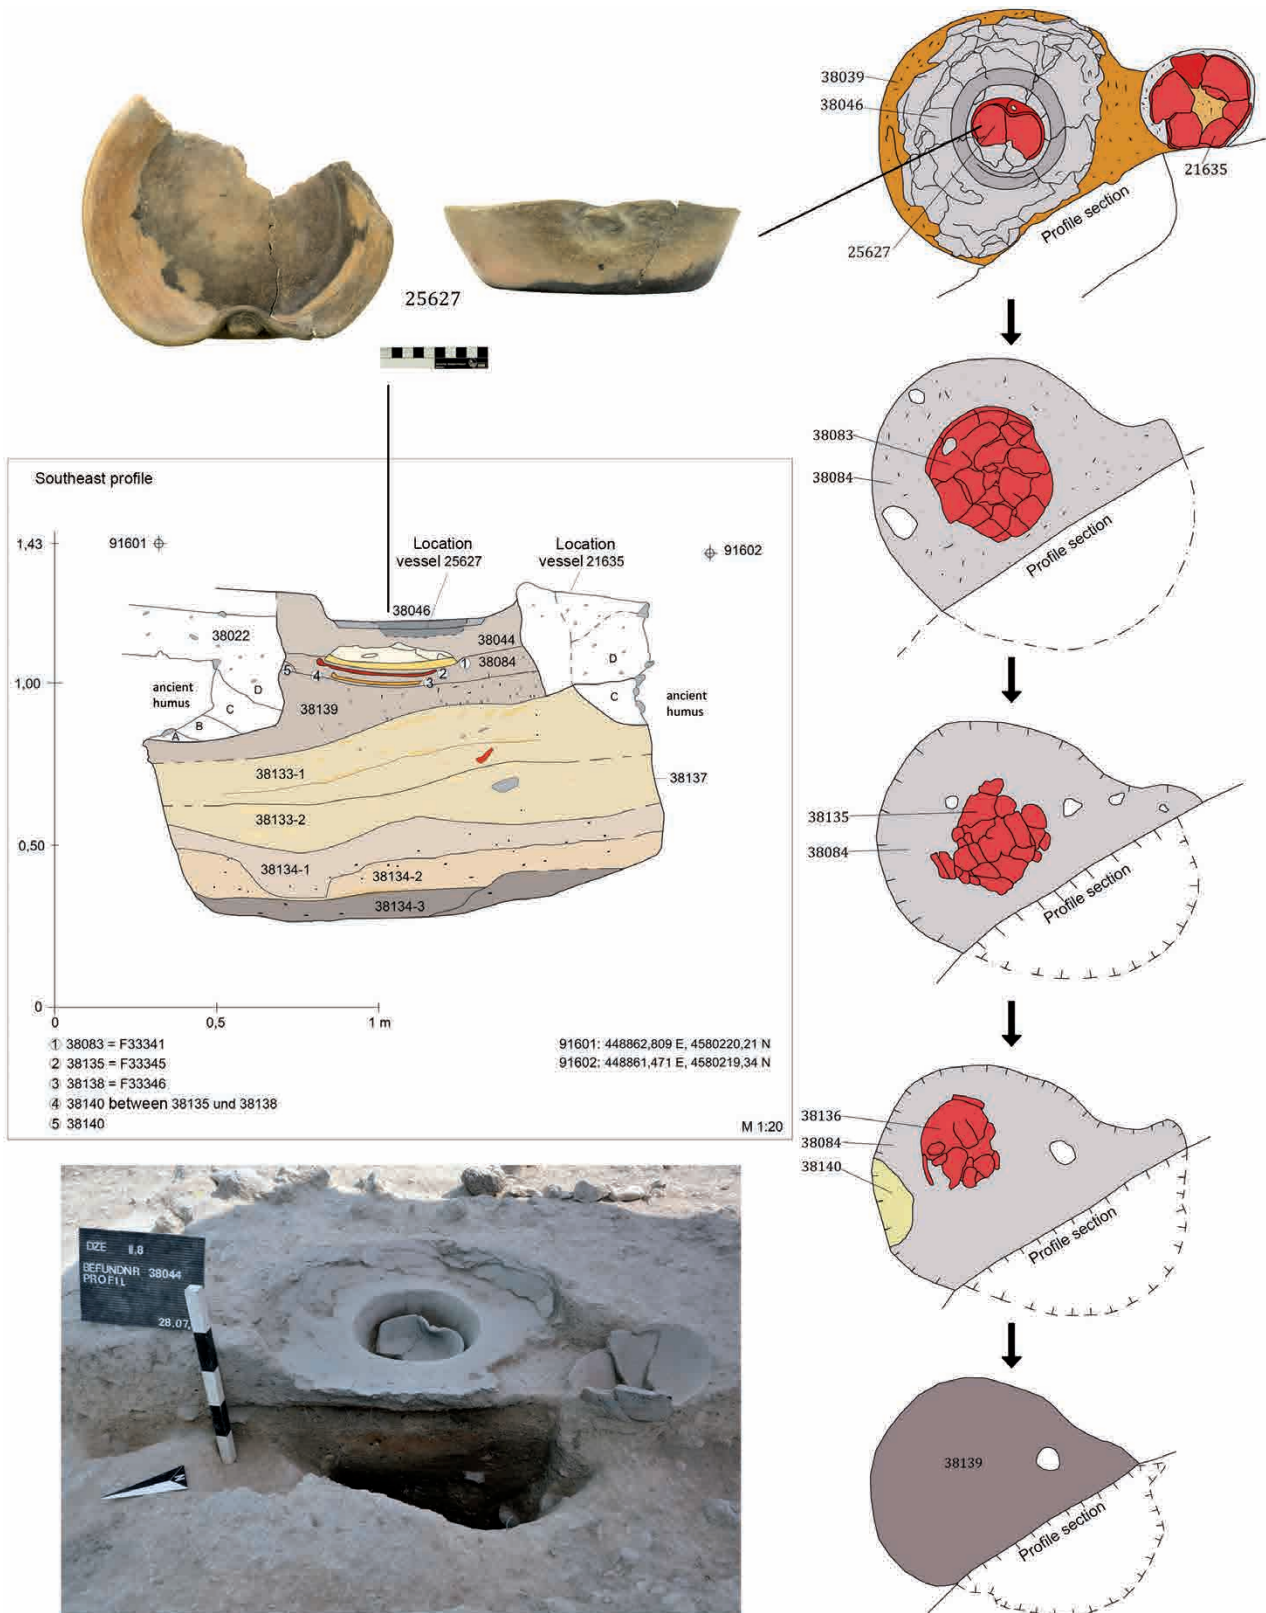 38039
38046
21635
Profile section
25627
25627
38083
38084
Profile section
Southeast profile
1,43
91601
Location
vessel 25627
Location
vessel 21635
91602
38046
38022
38044
38084
D
5
4
1
2
3
D
C
ancient
humus
C
B
A
ancient
humus
38139
38133-1
38137
38133-2
38134-1
38134-2
38134-3
1,00
0,50
0
0
0,5
1 m
1 38083 = F33341
2 38135 = F33345
3 38138 = F33346
4 38140 between 38135 und 38138
5 38140
91601: 448862,809 E, 4580220,21 N
91602: 448861,471 E, 4580219,34 N
M 1:20
38135
38084
Profile section
38136
38084
38140
Profile section
38139
Profile section
DZE II.8
BEFUNDNR 38044
PROFIL
28.07.